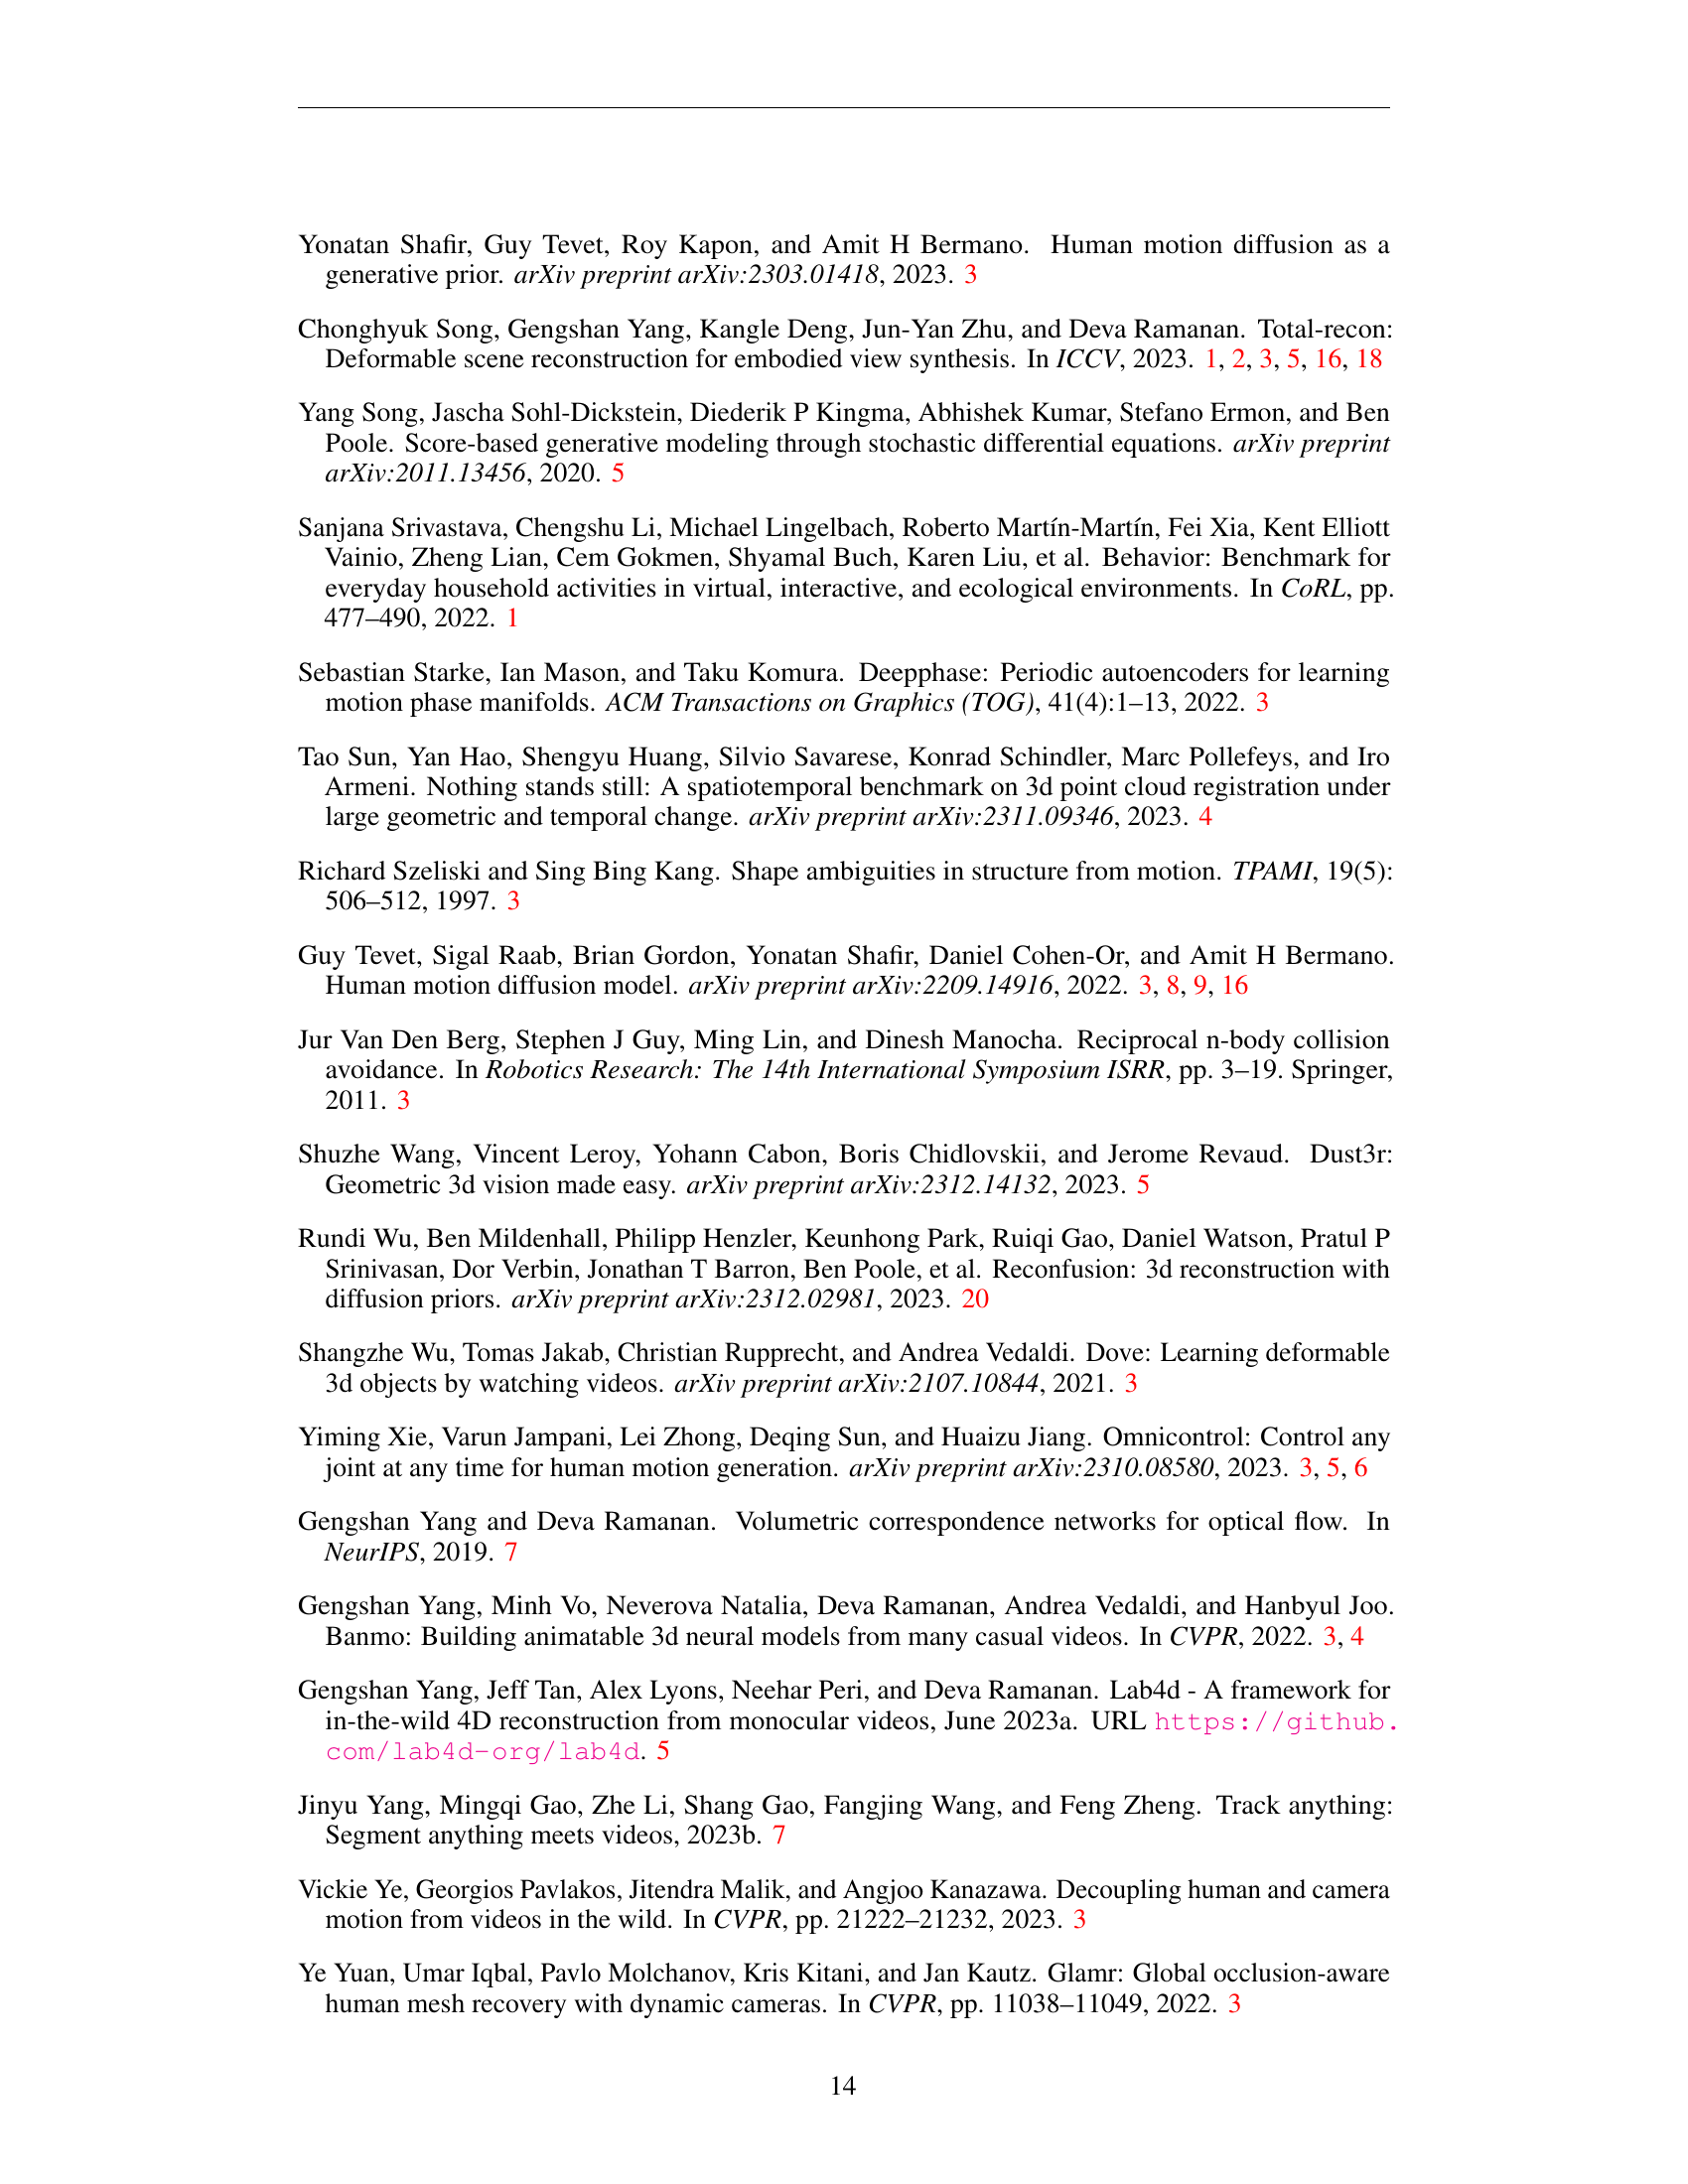 Yonatan Shafir, Guy Tevet, Roy Kapon, and Amit H Bermano. Human motion diffusion as a
generative prior. arXiv preprint arXiv:2303.01418, 2023. 3
Chonghyuk Song, Gengshan Yang, Kangle Deng, Jun-Yan Zhu, and Deva Ramanan. Total-recon:
Deformable scene reconstruction for embodied view synthesis. In ICCV, 2023. 1, 2, 3, 5, 16, 18
Yang Song, Jascha Sohl-Dickstein, Diederik P Kingma, Abhishek Kumar, Stefano Ermon, and Ben
Poole. Score-based generative modeling through stochastic differential equations. arXiv preprint
arXiv:2011.13456, 2020. 5
Sanjana Srivastava, Chengshu Li, Michael Lingelbach, Roberto Martín-Martín, Fei Xia, Kent Elliott
Vainio, Zheng Lian, Cem Gokmen, Shyamal Buch, Karen Liu, et al. Behavior: Benchmark for
everyday household activities in virtual, interactive, and ecological environments. In CoRL, pp.
477–490, 2022. 1
Sebastian Starke, Ian Mason, and Taku Komura. Deepphase: Periodic autoencoders for learning
motion phase manifolds. ACM Transactions on Graphics (TOG), 41(4):1–13, 2022. 3
Tao Sun, Yan Hao, Shengyu Huang, Silvio Savarese, Konrad Schindler, Marc Pollefeys, and Iro
Armeni. Nothing stands still: A spatiotemporal benchmark on 3d point cloud registration under
large geometric and temporal change. arXiv preprint arXiv:2311.09346, 2023. 4
Richard Szeliski and Sing Bing Kang. Shape ambiguities in structure from motion. TPAMI, 19(5):
506–512, 1997. 3
Guy Tevet, Sigal Raab, Brian Gordon, Yonatan Shafir, Daniel Cohen-Or, and Amit H Bermano.
Human motion diffusion model. arXiv preprint arXiv:2209.14916, 2022. 3, 8, 9, 16
Jur Van Den Berg, Stephen J Guy, Ming Lin, and Dinesh Manocha. Reciprocal n-body collision
avoidance. In Robotics Research: The 14th International Symposium ISRR, pp. 3–19. Springer,
2011. 3
Shuzhe Wang, Vincent Leroy, Yohann Cabon, Boris Chidlovskii, and Jerome Revaud. Dust3r:
Geometric 3d vision made easy. arXiv preprint arXiv:2312.14132, 2023. 5
Rundi Wu, Ben Mildenhall, Philipp Henzler, Keunhong Park, Ruiqi Gao, Daniel Watson, Pratul P
Srinivasan, Dor Verbin, Jonathan T Barron, Ben Poole, et al. Reconfusion: 3d reconstruction with
diffusion priors. arXiv preprint arXiv:2312.02981, 2023. 20
Shangzhe Wu, Tomas Jakab, Christian Rupprecht, and Andrea Vedaldi. Dove: Learning deformable
3d objects by watching videos. arXiv preprint arXiv:2107.10844, 2021. 3
Yiming Xie, Varun Jampani, Lei Zhong, Deqing Sun, and Huaizu Jiang. Omnicontrol: Control any
joint at any time for human motion generation. arXiv preprint arXiv:2310.08580, 2023. 3, 5, 6
Gengshan Yang and Deva Ramanan. Volumetric correspondence networks for optical flow. In
NeurIPS, 2019. 7
Gengshan Yang, Minh Vo, Neverova Natalia, Deva Ramanan, Andrea Vedaldi, and Hanbyul Joo.
Banmo: Building animatable 3d neural models from many casual videos. In CVPR, 2022. 3, 4
Gengshan Yang, Jeff Tan, Alex Lyons, Neehar Peri, and Deva Ramanan. Lab4d - A framework for
in-the-wild 4D reconstruction from monocular videos, June 2023a. URL https://github.
com/lab4d-org/lab4d. 5
Jinyu Yang, Mingqi Gao, Zhe Li, Shang Gao, Fangjing Wang, and Feng Zheng. Track anything:
Segment anything meets videos, 2023b. 7
Vickie Ye, Georgios Pavlakos, Jitendra Malik, and Angjoo Kanazawa. Decoupling human and camera
motion from videos in the wild. In CVPR, pp. 21222–21232, 2023. 3
Ye Yuan, Umar Iqbal, Pavlo Molchanov, Kris Kitani, and Jan Kautz. Glamr: Global occlusion-aware
human mesh recovery with dynamic cameras. In CVPR, pp. 11038–11049, 2022. 3
14